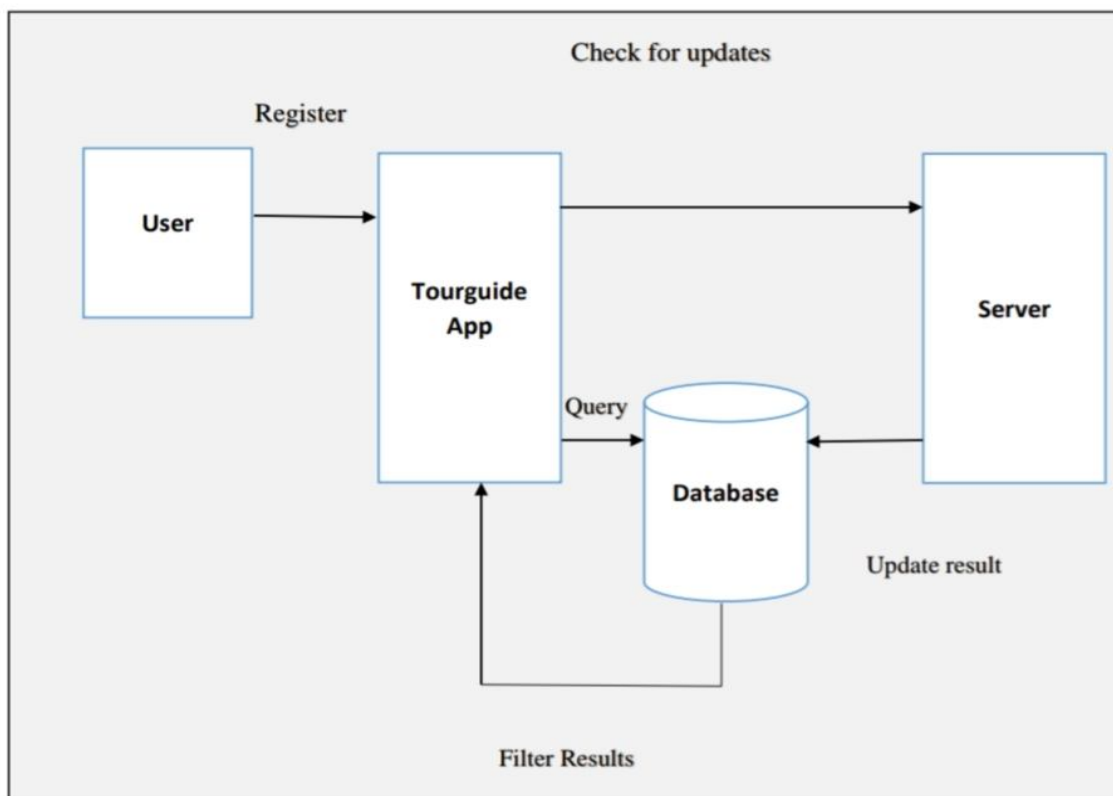 Check for updates
Register
User
Tourguide
App
Server
Query
Database
Update result
Filter Results